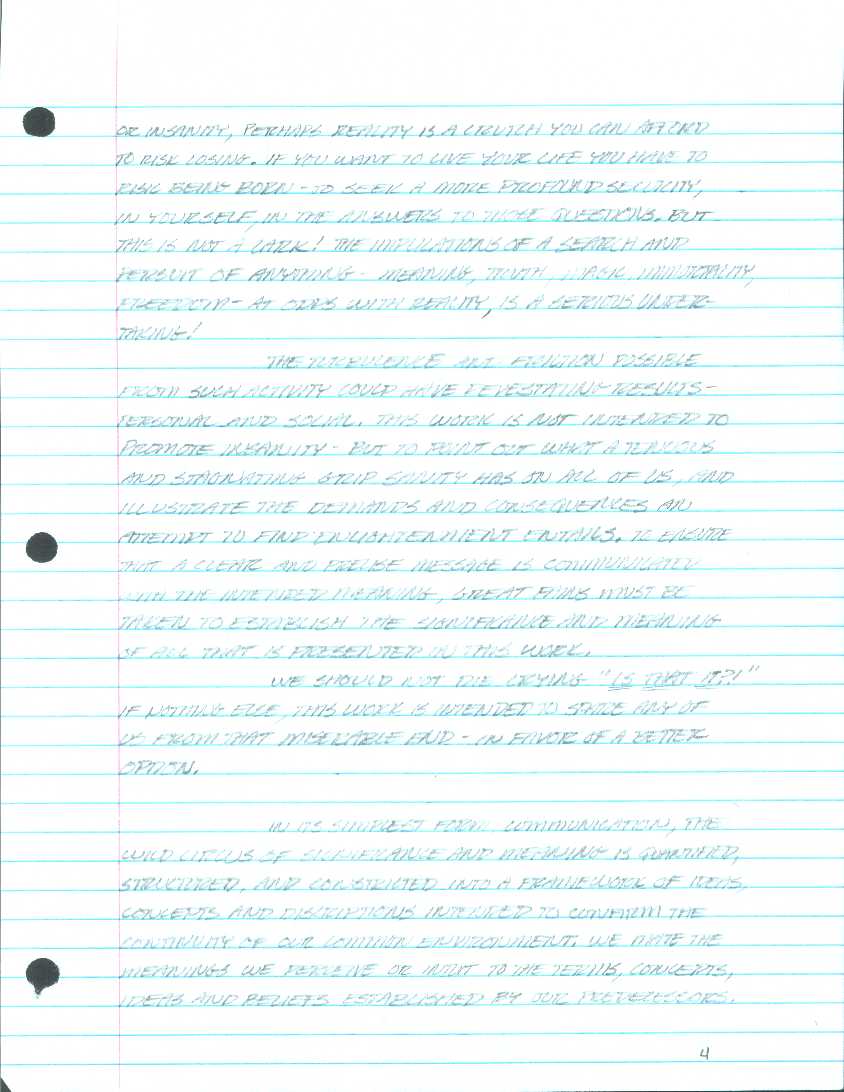 OR INSANITY, PERHAPS REALITY IS A CRUTCH YOU CAN AFFORD
TO RISK LOSING. IF YOU WANT TO LIVE YOUR LIFE YOU HAVE TO
RISK BEING BORN - TO SEEK A MORE PROFOUND
IN YOURSELF, IN THE ANSWERS TO THOSE QUESTIONS. BUT
THIS IS NOT A LARK! THE IMPLICATIONS OF A SEARCH AND
PERSUIT OF ANYTHING - MEANING, TRUTH, MAGIC, IMMORTALITY,
FREEDOM - AT ODDS WITH REALITY, IS A SERIOUS UNDER-
TAKING!
THE TURBULENCE AND FRICTION POSSIBLE
FROM SUCH ACTIVITY COULD HAVE DEVESTATING RESULTS -
PERSONAL AND SOCIAL. THIS WORK IS NOT INTENDED TO
PROMOTE INSANITY - BUT TO POINT OUT WHAT A TENUOUS
AND STAGNATING GRIP SANITY HAS ON ALL OF US, AND
ILLUSTRATE THE DEMANDS AND CONSEQUENCES AN
ATTEMPT TO FIND ENLIGHTENMENT ENTAILS. TO ENSURE
THAT A CLEAR AND PRECISE MESSAGE IS COMMUNICATED
WITH THE INTENDED MEANING, GREAT PAINS MUST BE
TAKEN TO ESTABLISH THE SIGNIFICANCE AND MEANING
OF ALL THAT IS PRESENTED IN THIS WORK.
WE SHOULD NOT DIE CRYING "IS THAT IT?!"
IF NOTHING ELSE, THIS WORK IS INTENDED TO ANY OF
US FROM THAT MISERABLE END - IN FAVOR OF A BETTER
OPTION.
IN ITS SIMPLEST FORM COMMUNICATION, THE
WILD CIRCUS OF SIGNIFICANCE AND MEANING IS QUANTIFIED,
STRUCTURED, AND CONSTRICTED INTO A FRAMEWORK OF IDEAS,
CONCEPTS AND DISCRIPTIONS INTENDED TO CONFIRM THE
CONTINUITY OF OUR COMMON ENVIRONMENT. WE THE
MEANINGS WE PERCEIVE OR INTUIT TO THE TERMS, CONCEPTS,
IDEAS AND BELIEFS ESTABLISHED BY OUR PREDECESSORS.
4